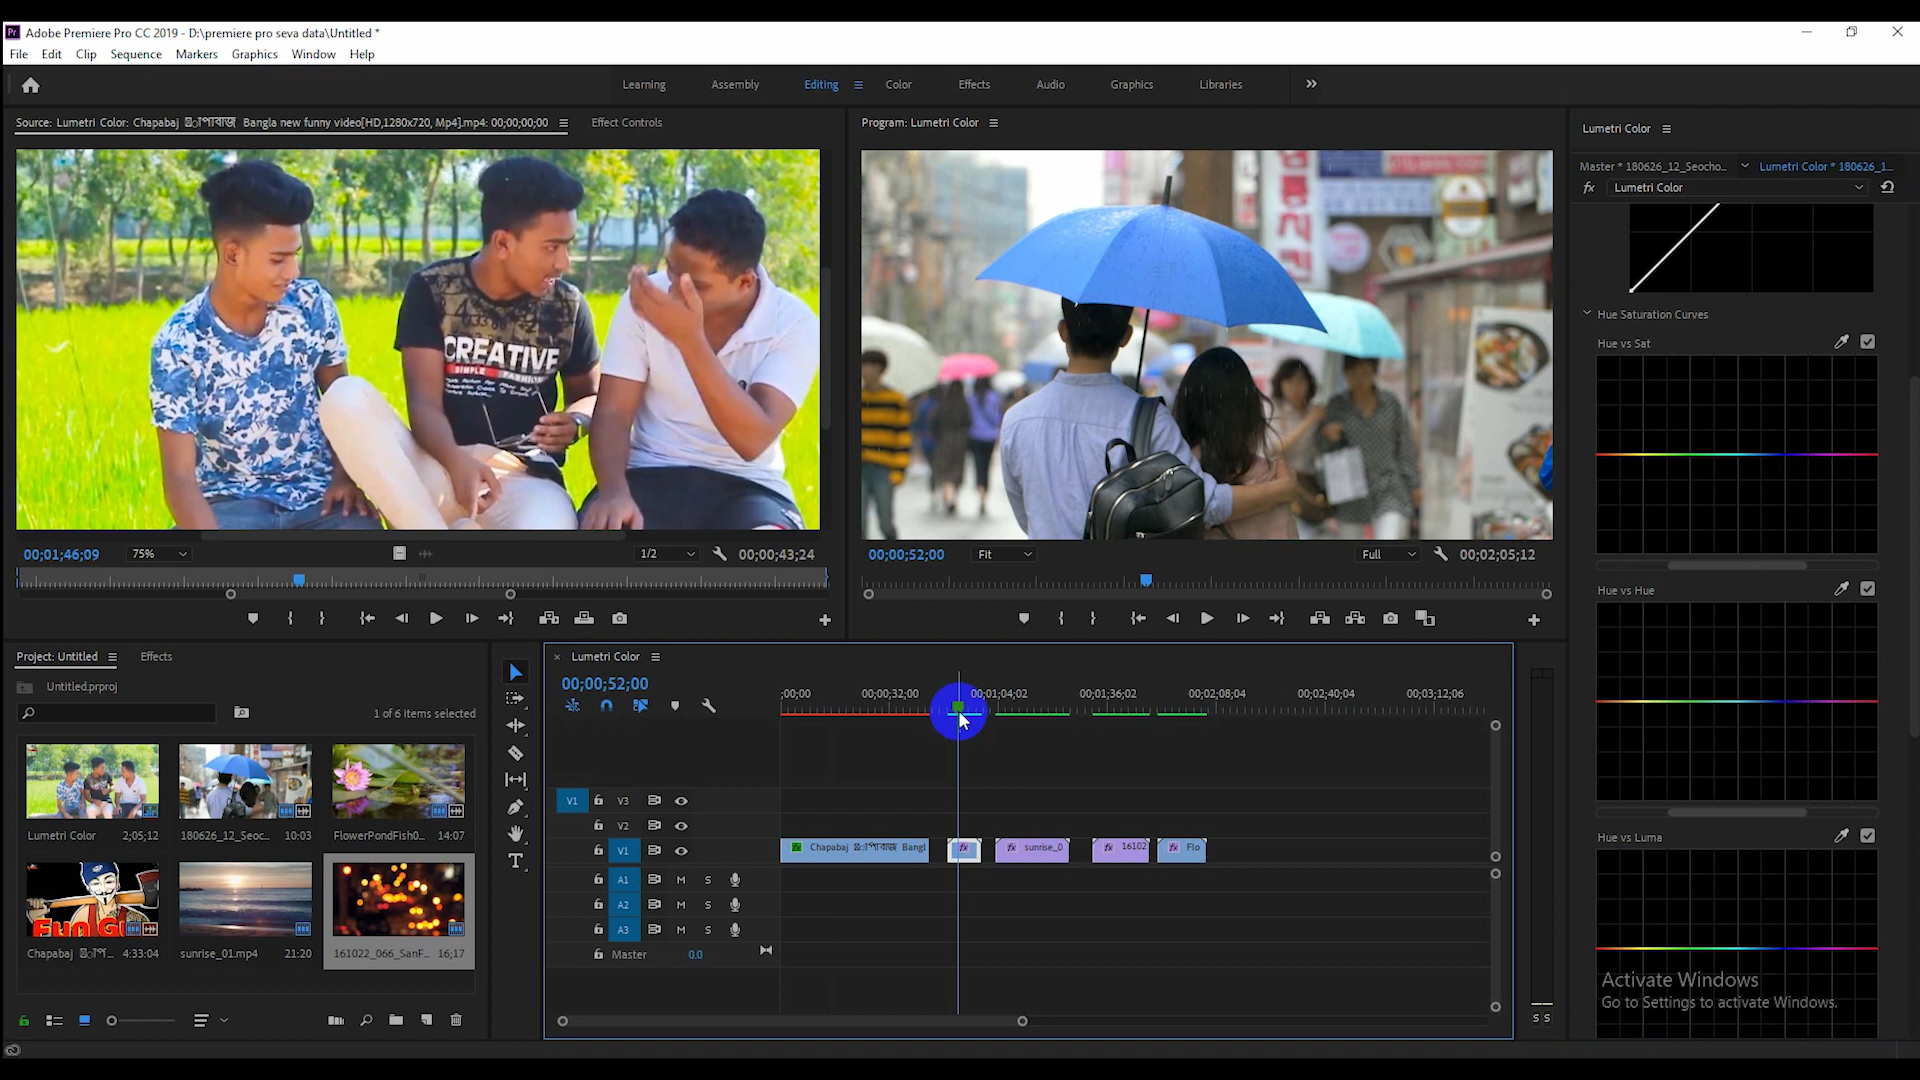 Adobe Premiere Pro CC 2019 - D:\premiere pro seva data\Untitled *
File Edit Clip Sequence Markers Graphics Window Help
Learning Assembly Editing Color Effects Audio Graphics Libraries
Source: Lumetri Color: Chapabaj চাপাবাজ Bangla new funny video[HD,1280x720, Mp4].mp4: 00;00;00;00
Effect Controls
Program: Lumetri Color
Lumetri Color
Master * 180626_12_Seocho...
Lumetri Color * 180626_1...
fx Lumetri Color
CREATIVE
SIMPLE FASHION
Hue Saturation Curves
Hue vs Sat
Hue vs Hue
Hue vs Luma
00;01;46;09 75% 1/2 00;00;43;24
00;00;52;00 Fit Full 00;02;05;12
Project: Untitled
Effects
Untitled.prproj
1 of 6 items selected
Lumetri Color 2;05;12
180626_12_Seoc... 10:03
FlowerPondFish0... 14:07
Chapabaj 4:33:04
sunrise_01.mp4 21:20
161022_066_SanF... 16;17
Lumetri Color
00;00;52;00
;00;00 00;00;32;00 00;01;04;02 00;01;36;02 00;02;08;04 00;02;40;04 00;03;12;06
V1 V3
V2
V1
Chapabaj Bangl
fx
fx sunrise_0
fx 16102
fx Flo
A1 M S
A2 M S
A3 M S
Master 0.0
S S
Activate Windows
Go to Settings to activate Windows.